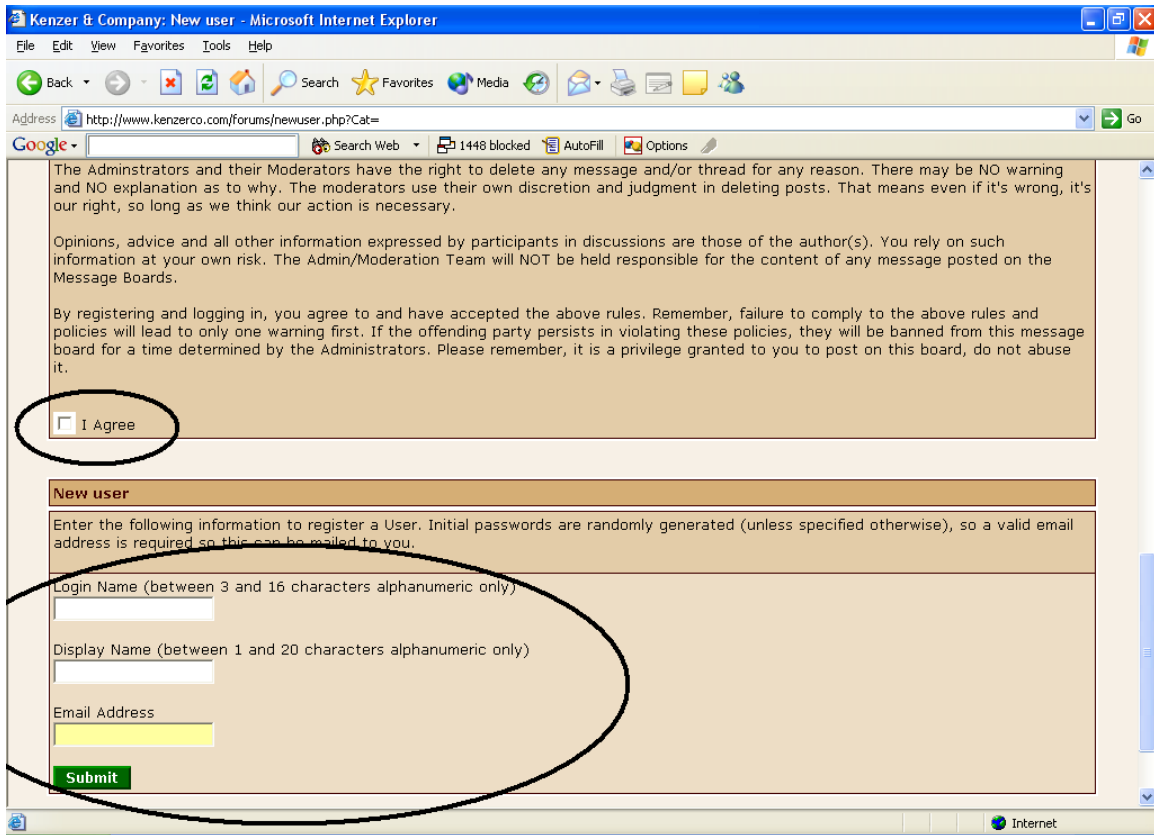 Kenzer & Company: New user - Microsoft Internet Explorer
File Edit View Favorites Tools Help
Back Search Favorites Media
Address http://www.kenzerco.com/forums/newuser.php?Cat= Go
Google Search Web 1448 blocked AutoFill Options
The Adminstrators and their Moderators have the right to delete any message and/or thread for any reason. There may be NO warning
and NO explanation as to why. The moderators use their own discretion and judgment in deleting posts. That means even if it's wrong, it's
our right, so long as we think our action is necessary.
Opinions, advice and all other information expressed by participants in discussions are those of the author(s). You rely on such
information at your own risk. The Admin/Moderation Team will NOT be held responsible for the content of any message posted on the
Message Boards.
By registering and logging in, you agree to and have accepted the above rules. Remember, failure to comply to the above rules and
policies will lead to only one warning first. If the offending party persists in violating these policies, they will be banned from this message
board for a time determined by the Administrators. Please remember, it is a privilege granted to you to post on this board, do not abuse
it.
I Agree
New user
Enter the following information to register a User. Initial passwords are randomly generated (unless specified otherwise), so a valid email
address is required so this can be mailed to you.
Login Name (between 3 and 16 characters alphanumeric only)
Display Name (between 1 and 20 characters alphanumeric only)
Email Address
Submit
Internet